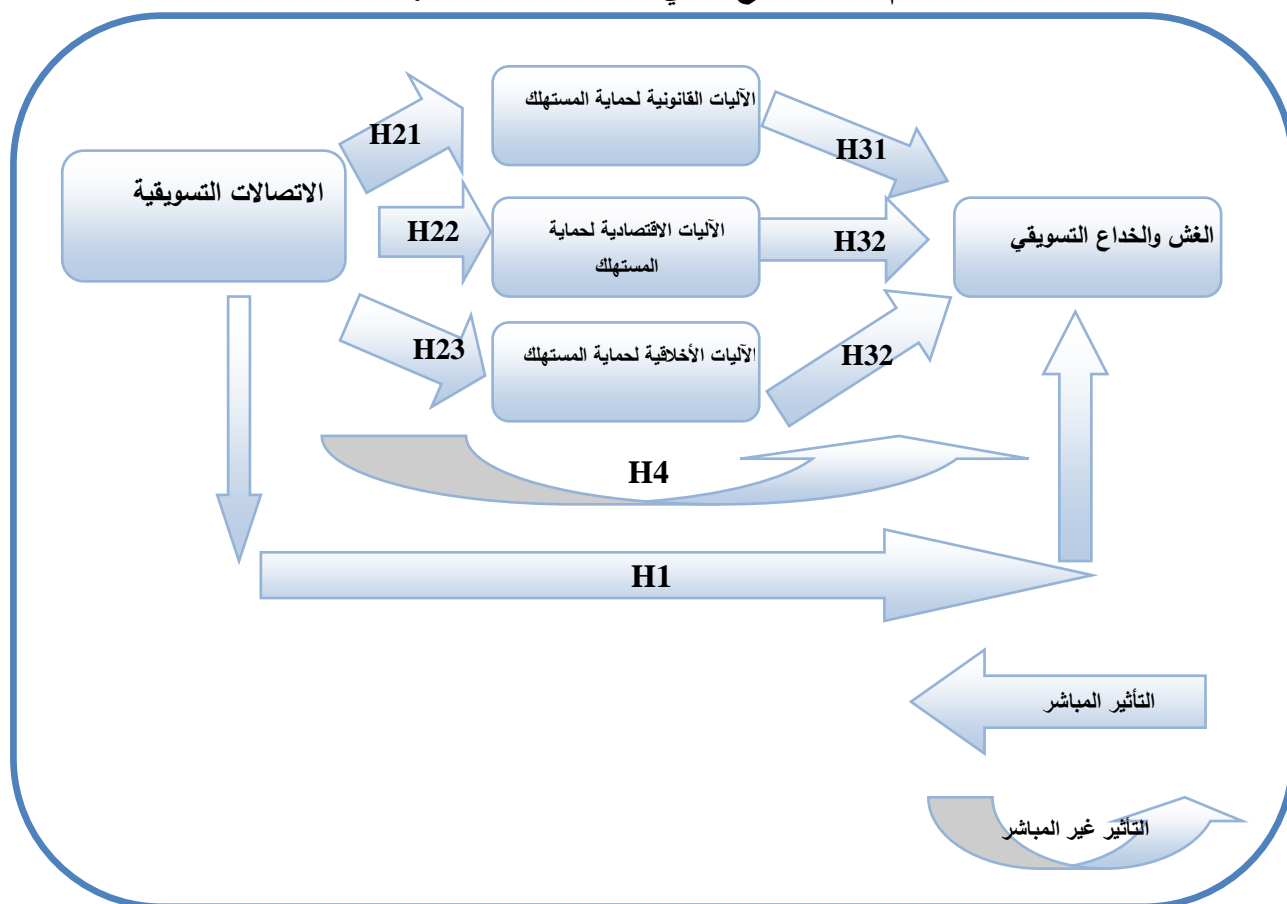 الآليات القانونية لحماية المستهلك
H21
H31
الاتصالات التسويقية
الآليات الاقتصادية لحماية
المستهلك
H22
H32
الغش والخداع التسويقي
H23
الآليات الأخلاقية لحماية المستهلك
H32
H4
H1
التأثير المباشر
التأثير غير المباشر